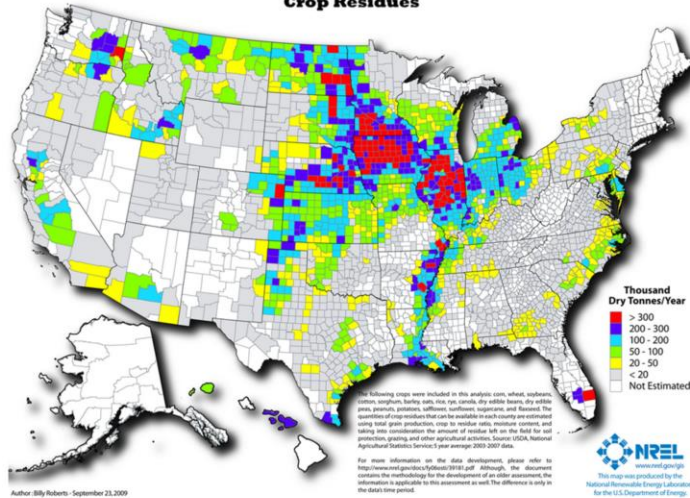 Crop Residues
Thousand
Dry Tonnes/Year
> 300
200 - 300
100 - 200
50 - 100
20 - 50
< 20
Not Estimated
The following crops were included in this analysis: corn, wheat, soybeans,
cotton, sorghum, barley, oats, rice, rye, canola, dry edible beans, dry edible
peas, peanuts, potatoes, safflower, sunflower, sugarcane, and flaxseed. The
quantities of crop residues that can be available in each county are estimated
using total grain production, crop to residue ratio, moisture content, and
taking into consideration the amount of residue left on the field for soil
protection, grazing, and other agricultural activities. Source: USDA, National
Agricultural Statistics Service; 5 year average: 2003-2007 data.
For more information on the data development, please refer to
http://www.nrel.gov/docs/fy06osti/39181.pdf Although, the document
contains the methodology for the development of an older assessment, the
information is applicable to this assessment as well. The difference is only in
the data's time period.
NREL
www.nrel.gov/gis
This map was produced by the
National Renewable Energy Laborator
for the U.S. Department of Energy
Author: Billy Roberts - September 23, 2009